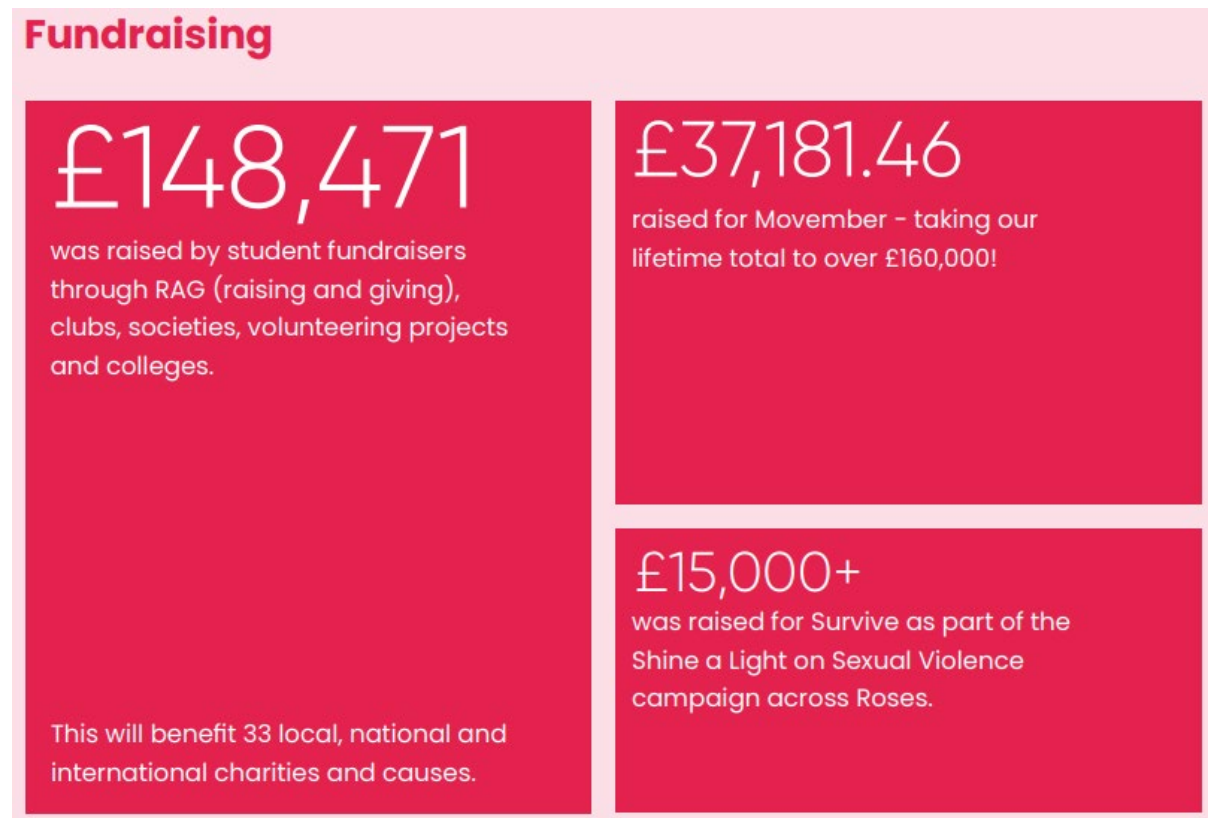 Fundraising
£148,471
was raised by student fundraisers
through RAG (raising and giving),
clubs, societies, volunteering projects
and colleges.
This will benefit 33 local, national and
international charities and causes.
£37,181.46
raised for Movember - taking our
lifetime total to over £160,000!
£15,000+
was raised for Survive as part of the
Shine a Light on Sexual Violence
campaign across Roses.